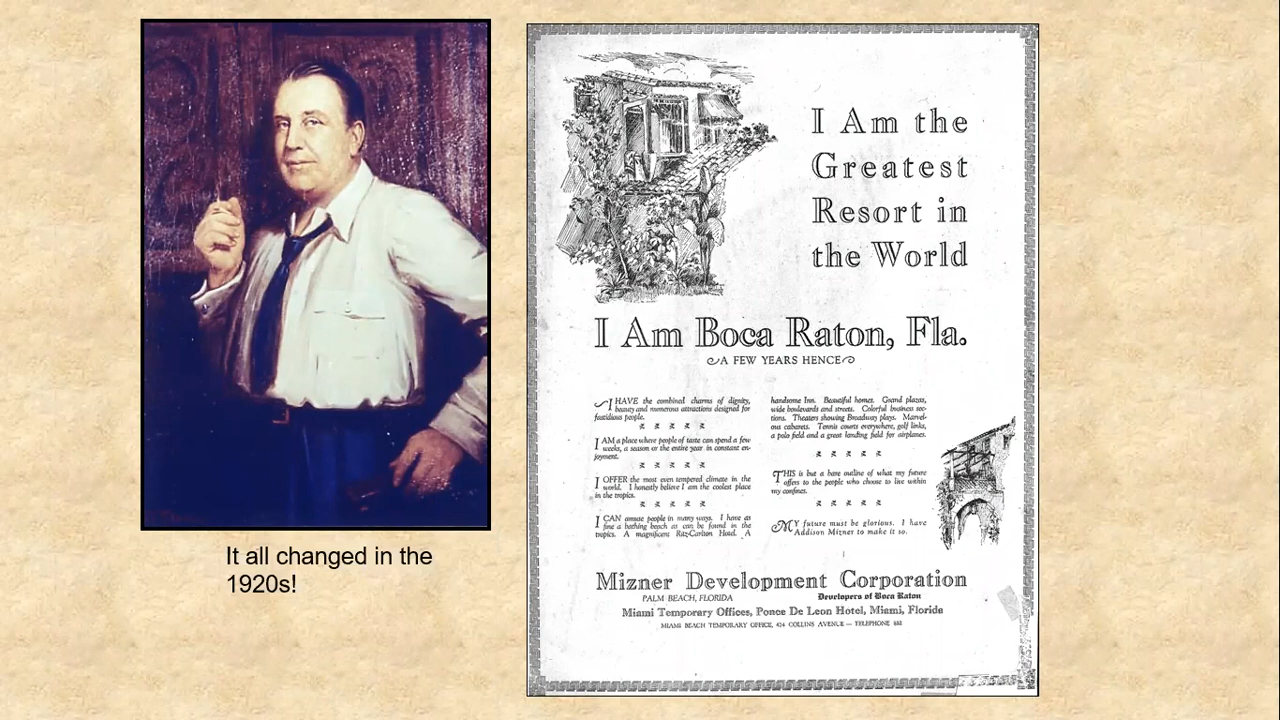 It all changed in the
1920s!
I Am the
Greatest
Resort in
the World
I Am Boca Raton, Fla.
A FEW YEARS HENCE
I HAVE the combined charms of dignity,
beauty and numerous attractions designed for
fastidious people.
I AM a place where people of taste can spend a few
weeks, a season or the entire year in constant en-
joyment.
I OFFER the most even tempered climate in the
world. I honestly believe I am the coolest place
in the tropics.
I CAN amuse people in many ways. I have as
fine a bathing beach as can be found in the
tropics. A magnificent Ritz-Carlton Hotel. A
handsome Inn. Beautiful homes. Grand plazas,
wide boulevards and streets. Colorful business sec-
tions. Theaters showing Broadway plays. Marvel-
ous cabarets. Tennis courts everywhere, golf links,
a polo field and a great landing field for airplanes.
THIS is but a bare outline of what my future
offers to the people who choose to live within
my confines.
MY future must be glorious. I have
Addison Mizner to make it so.
Mizner Development Corporation
PALM BEACH, FLORIDA
Developers of Boca Raton
Miami Temporary Offices, Ponce De Leon Hotel, Miami, Florida
MIAMI BEACH TEMPORARY OFFICE, 424 COLLINS AVENUE — TELEPHONE